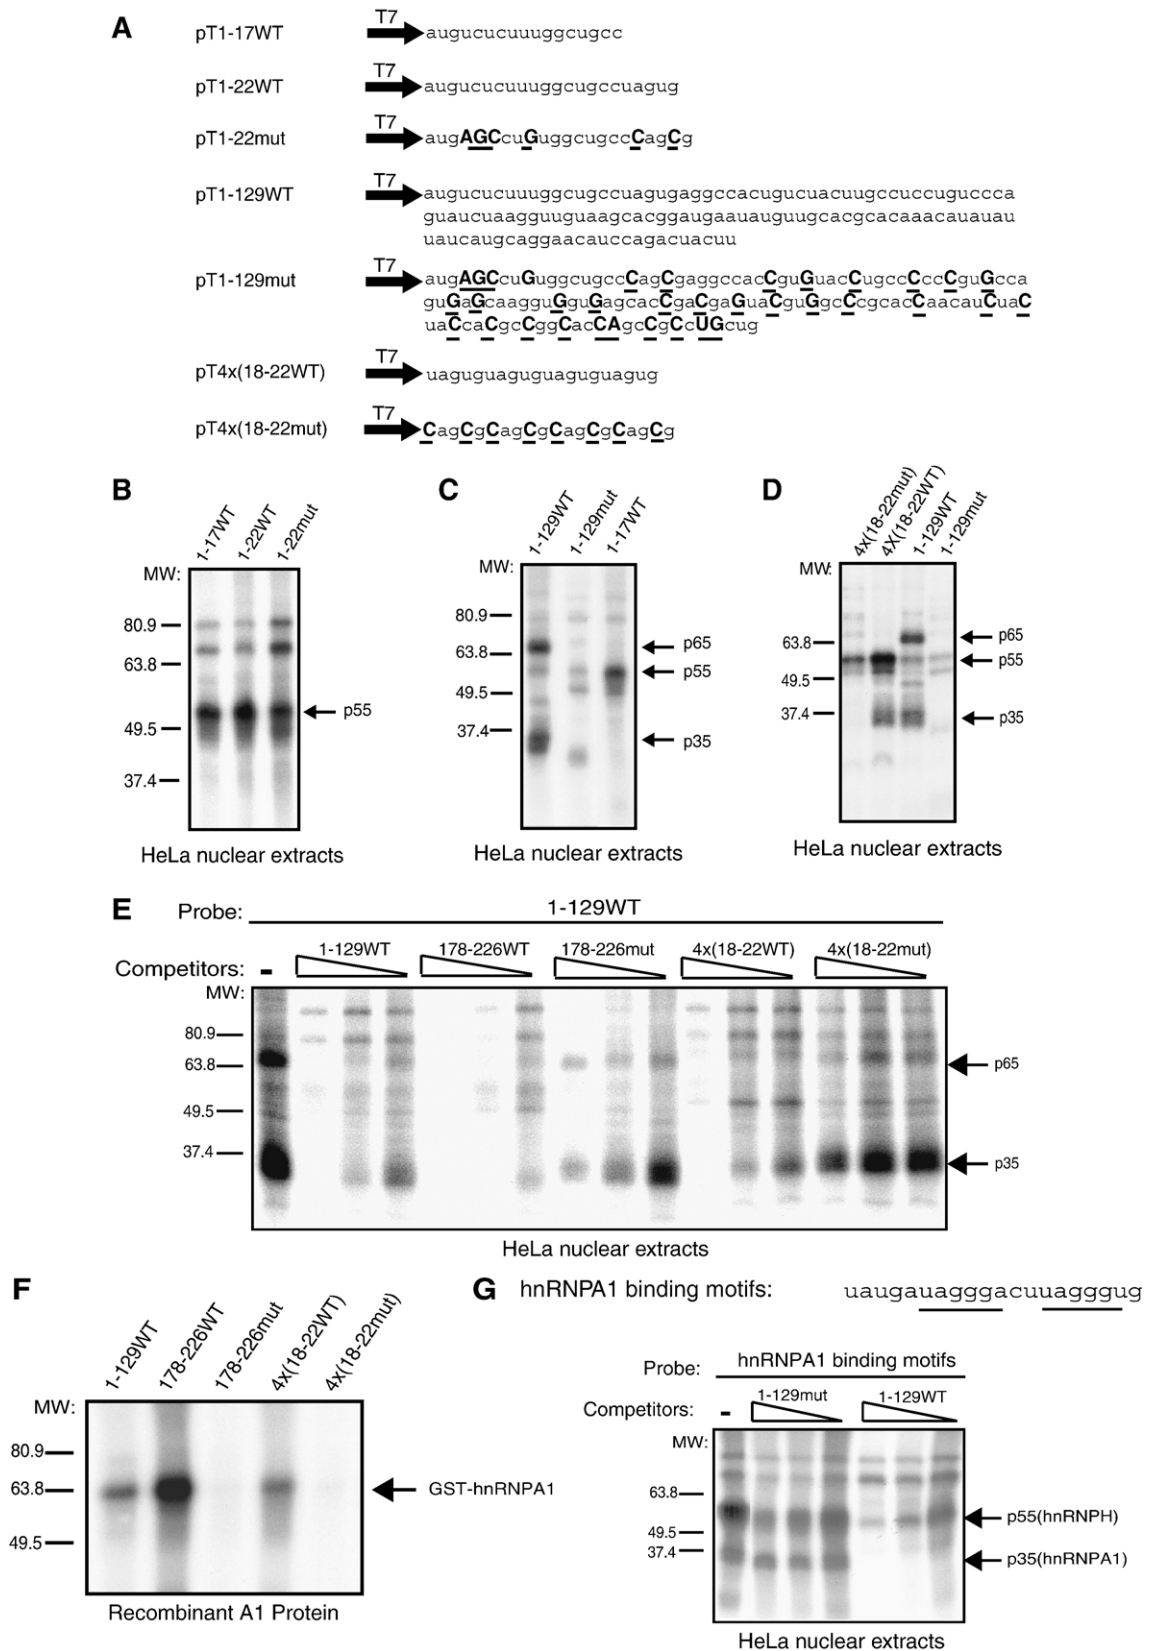 A
pT1-17WT T7 augucucuuuggcugcc
pT1-22WT T7 augucucuuuggcugccuagug
pT1-22mut T7 augAGCcuGuggcugccCagCg
pT1-129WT T7 augucucuuuggcugccuagugaggccacugucuacuugccuccuguccca
guaucuaagguuguaagcacggaugaauauguugcacgcacaaacauauau
uaucaugcaggaacauccagacuacuu
pT1-129mut T7 augAGCcuGuggcugccCagCgaggccacCguGuacCugccCccCguGcca
guGaGcaagguGguGagcacCgaCgaGuaCguGgcCcgcacCaacauCuaC
uaCcaCgcCggCacCAgcCgCcUGcug
pT4x(18-22WT) T7 uaguguaguguaguguagug
pT4x(18-22mut) T7 CagCgCagCgCagCgCagCg
B
1-17WT 1-22WT 1-22mut
MW:
80.9
63.8
p55
49.5
37.4
HeLa nuclear extracts
C
1-129WT 1-129mut 1-17WT
MW:
80.9
p65
63.8
p55
49.5
37.4
p35
HeLa nuclear extracts
D
4x(18-22mut) 4X(18-22WT) 1-129WT 1-129mut
MW:
63.8
p65
p55
49.5
37.4
p35
HeLa nuclear extracts
E
Probe: 1-129WT
Competitors: - 1-129WT 178-226WT 178-226mut 4x(18-22WT) 4x(18-22mut)
MW:
80.9
63.8
p65
49.5
37.4
p35
HeLa nuclear extracts
F
1-129WT 178-226WT 178-226mut 4x(18-22WT) 4x(18-22mut)
MW:
80.9
63.8
GST-hnRNPA1
49.5
Recombinant A1 Protein
G hnRNPA1 binding motifs: uaugauagggacuuagggug
Probe: hnRNPA1 binding motifs
Competitors: - 1-129mut 1-129WT
MW:
63.8
p55(hnRNPH)
49.5
37.4
p35(hnRNPA1)
HeLa nuclear extracts